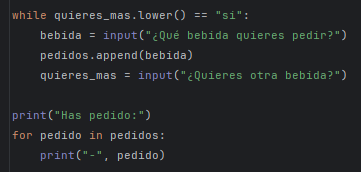 while quieres_mas.lower() == "si":
    bebida = input("¿Qué bebida quieres pedir?")
    pedidos.append(bebida)
    quieres_mas = input("¿Quieres otra bebida?")

print("Has pedido:")
for pedido in pedidos:
    print("-", pedido)